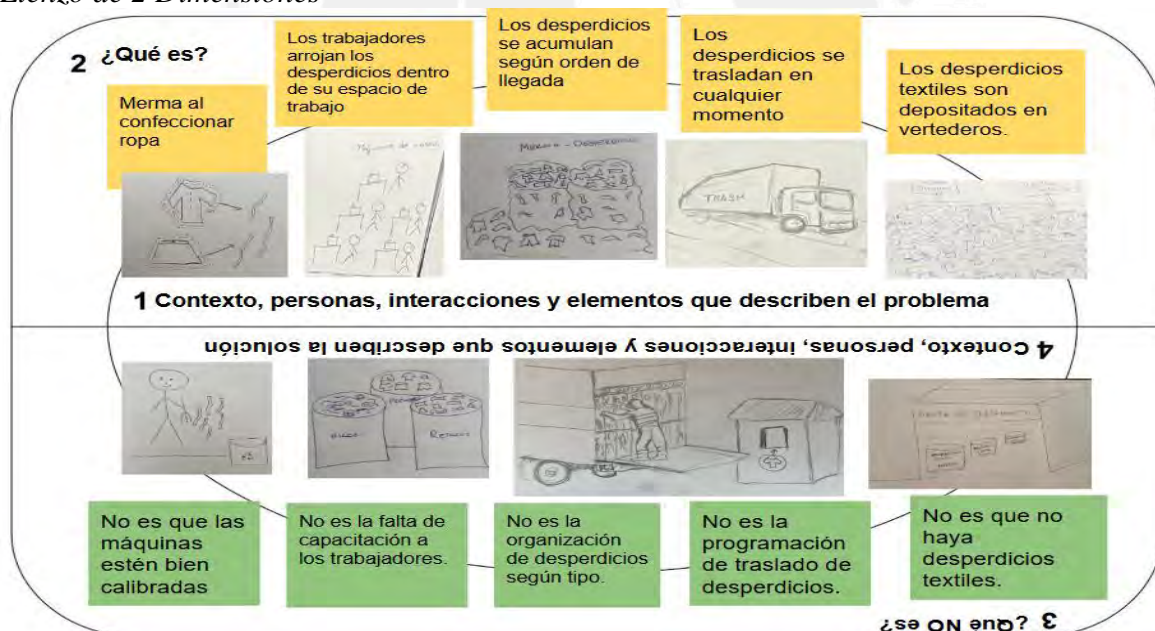 Lienzo de 2 Dimensiones
2 ¿Qué es?
Merma al
confeccionar
ropa
Los trabajadores
arrojan los
desperdicios dentro
de su espacio de
trabajo
Los desperdicios
se acumulan
según orden de
llegada
Los
desperdicios se
trasladan en
cualquier
momento
Los desperdicios
textiles son
depositados en
vertederos.
TRASH
1 Contexto, personas, interacciones y elementos que describen el problema
4 Contexto, personas, interacciones y elementos que describen la solución
No es que las
máquinas
estén bien
calibradas
No es la falta de
capacitación a
los trabajadores.
No es la
organización
de desperdicios
según tipo.
No es la
programación
de traslado de
desperdicios.
No es que no
haya
desperdicios
textiles.
3 ¿Qué NO es?